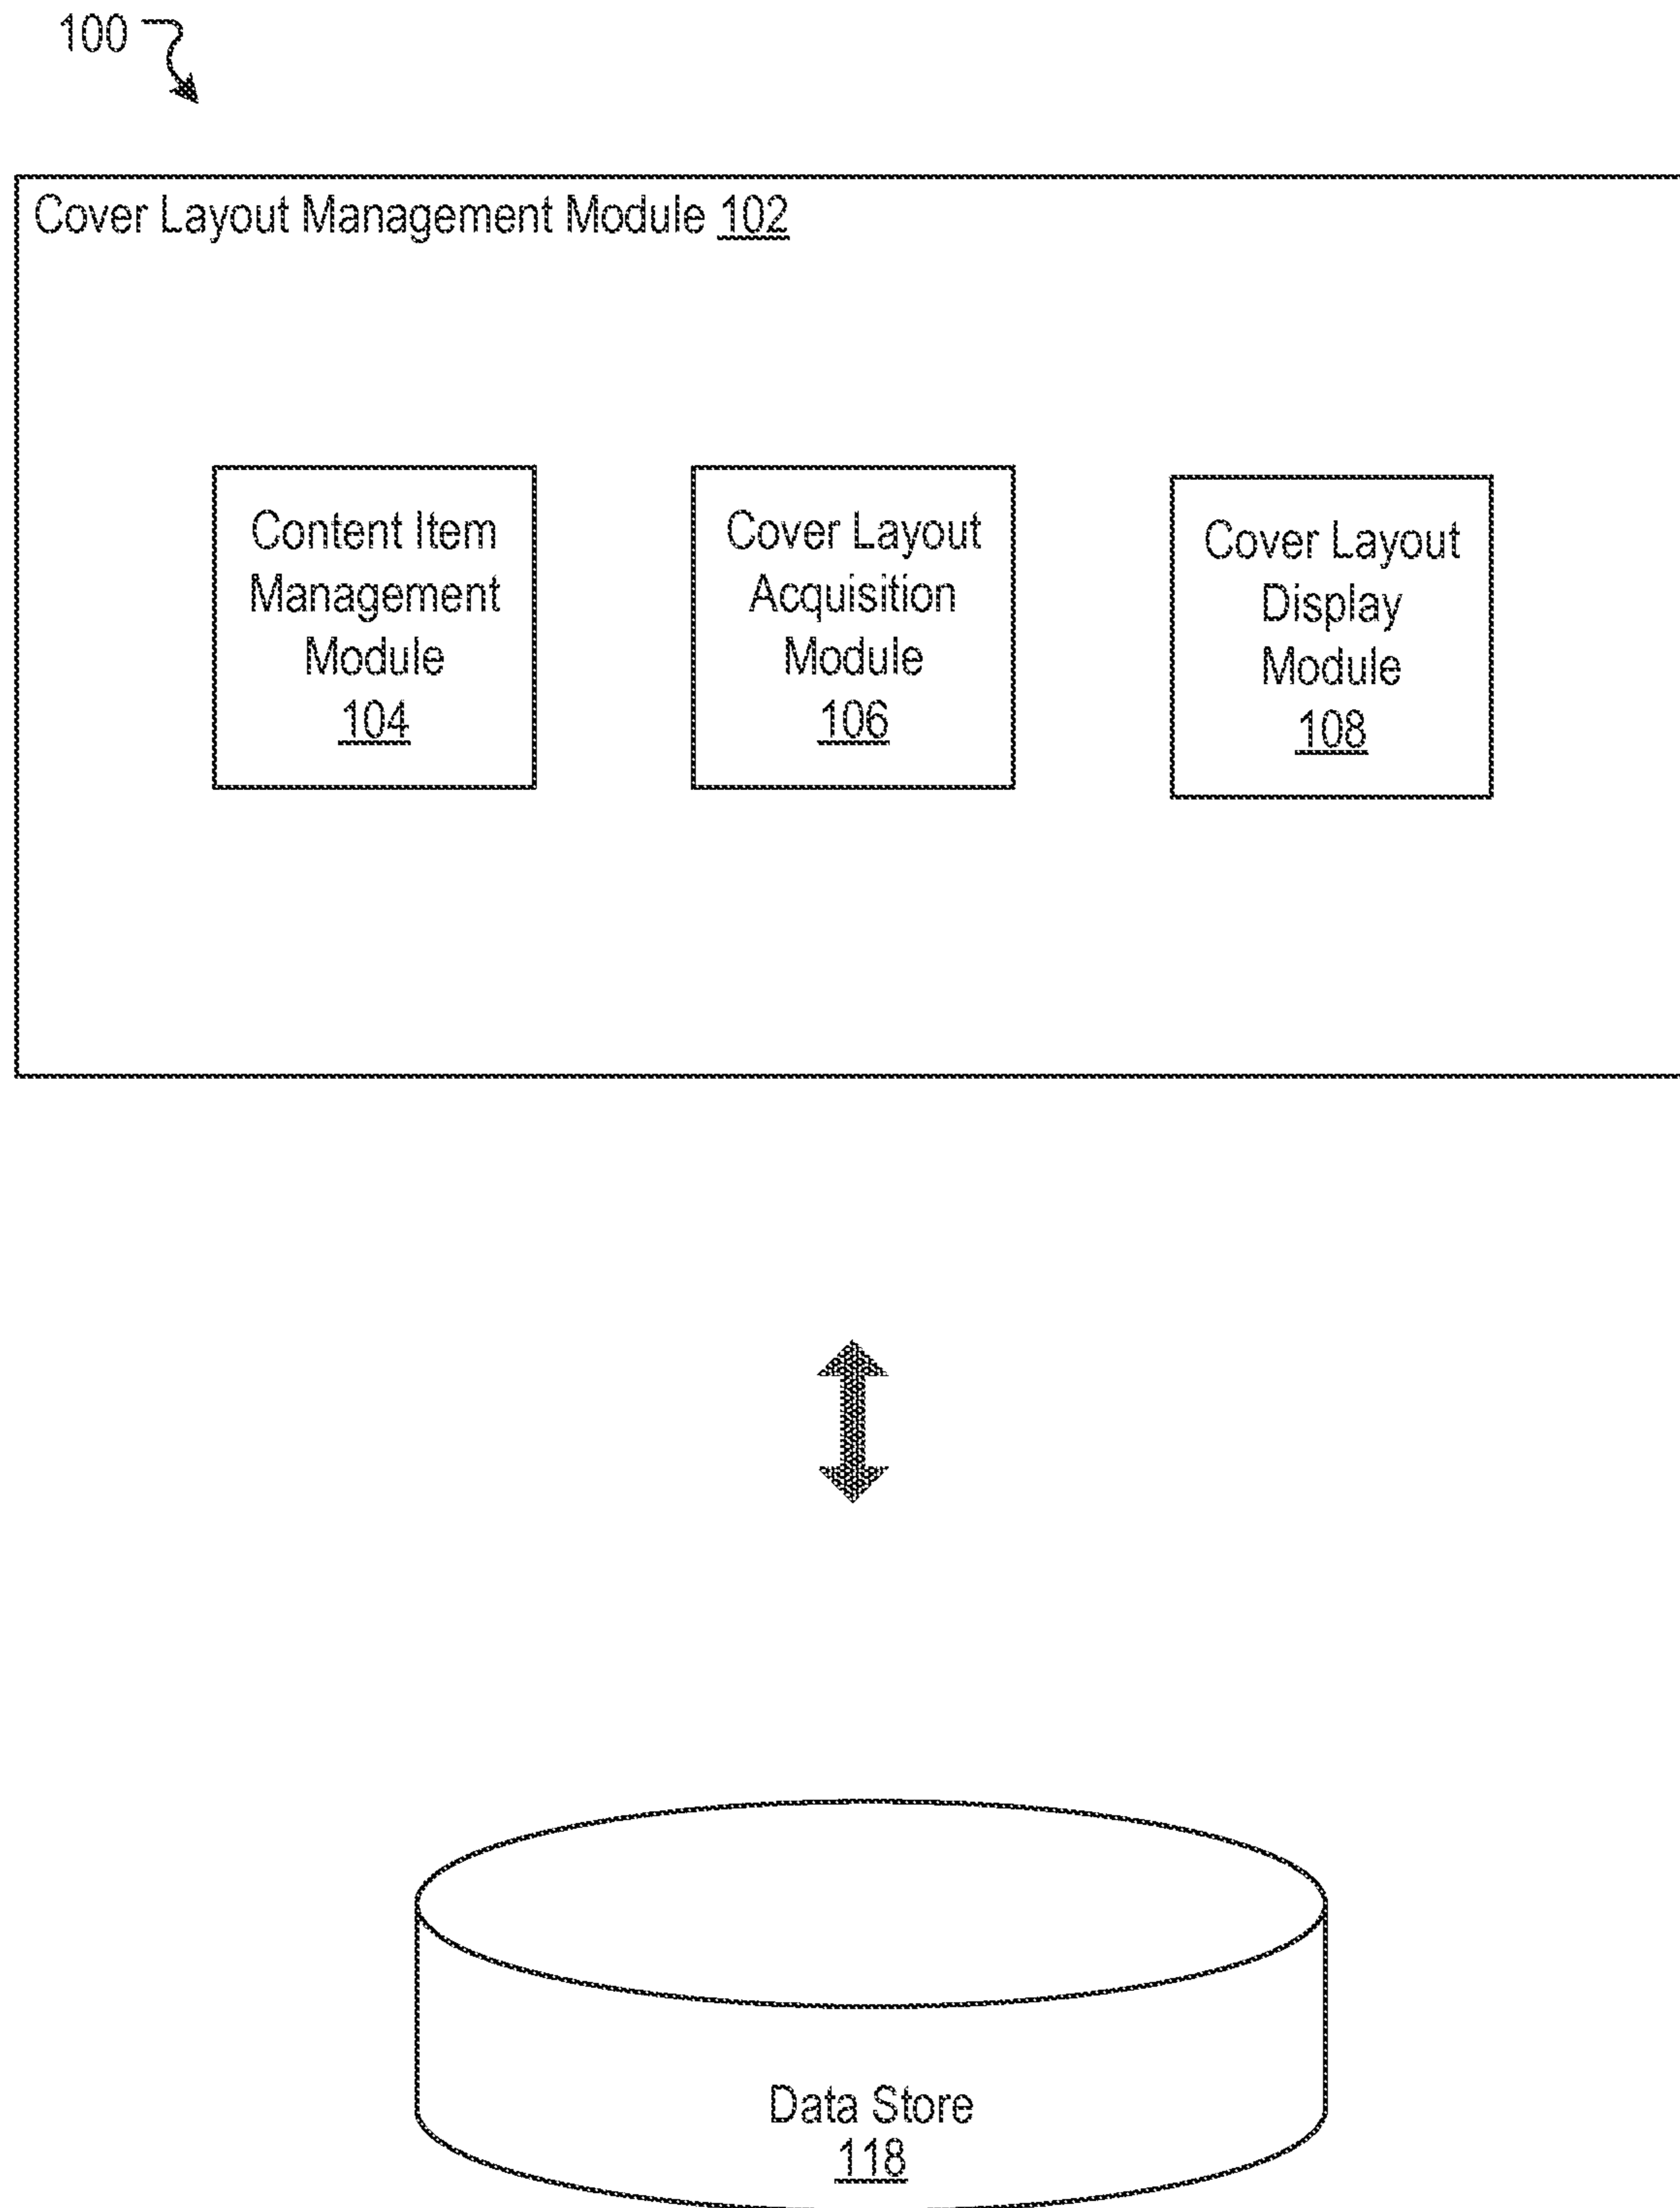 100
Cover Layout Management Module 102
Content Item
Management
Module
104
Cover Layout
Acquisition
Module
106
Cover Layout
Display
Module
108
Data Store
118